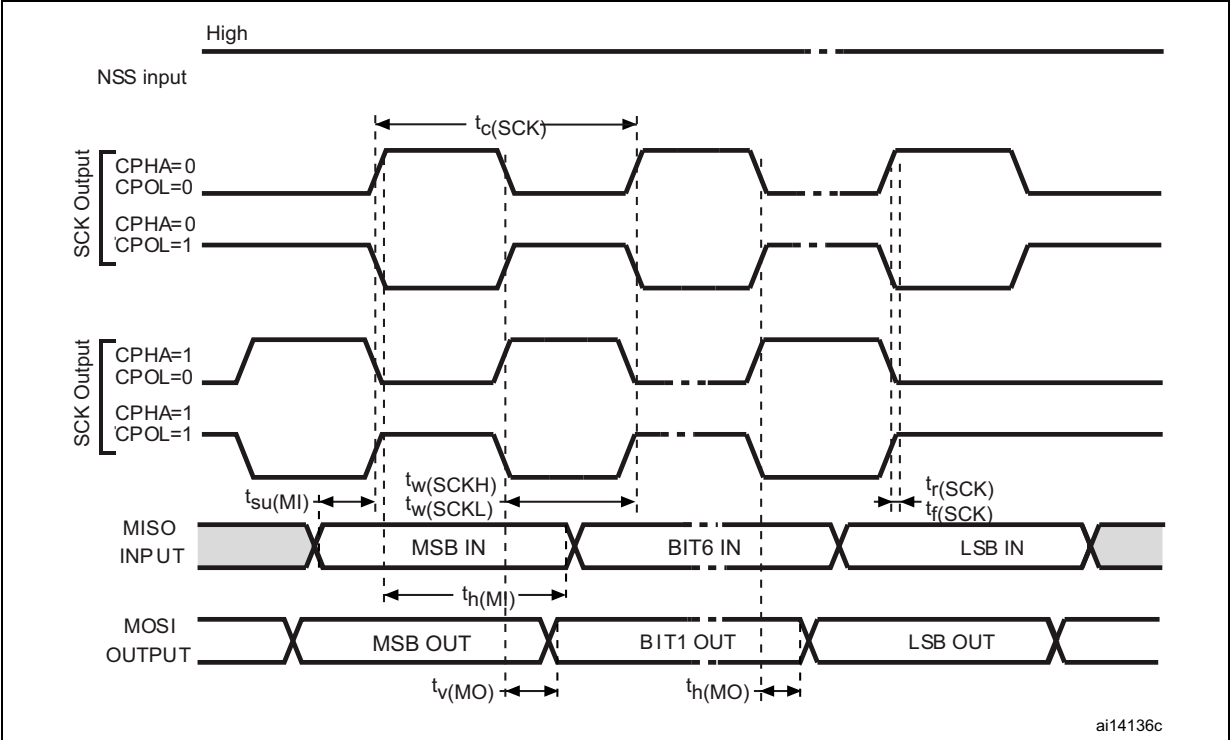 High
NSS input
tc(SCK)
SCK Output
CPHA=0
CPOL=0
CPHA=0
CPOL=1
SCK Output
CPHA=1
CPOL=0
CPHA=1
CPOL=1
tsu(MI)
tw(SCKH)
tw(SCKL)
tr(SCK)
tf(SCK)
MISO
INPUT
MSB IN
BIT6 IN
LSB IN
th(MI)
MOSI
OUTPUT
MSB OUT
BIT1 OUT
LSB OUT
tv(MO)
th(MO)
ai14136c